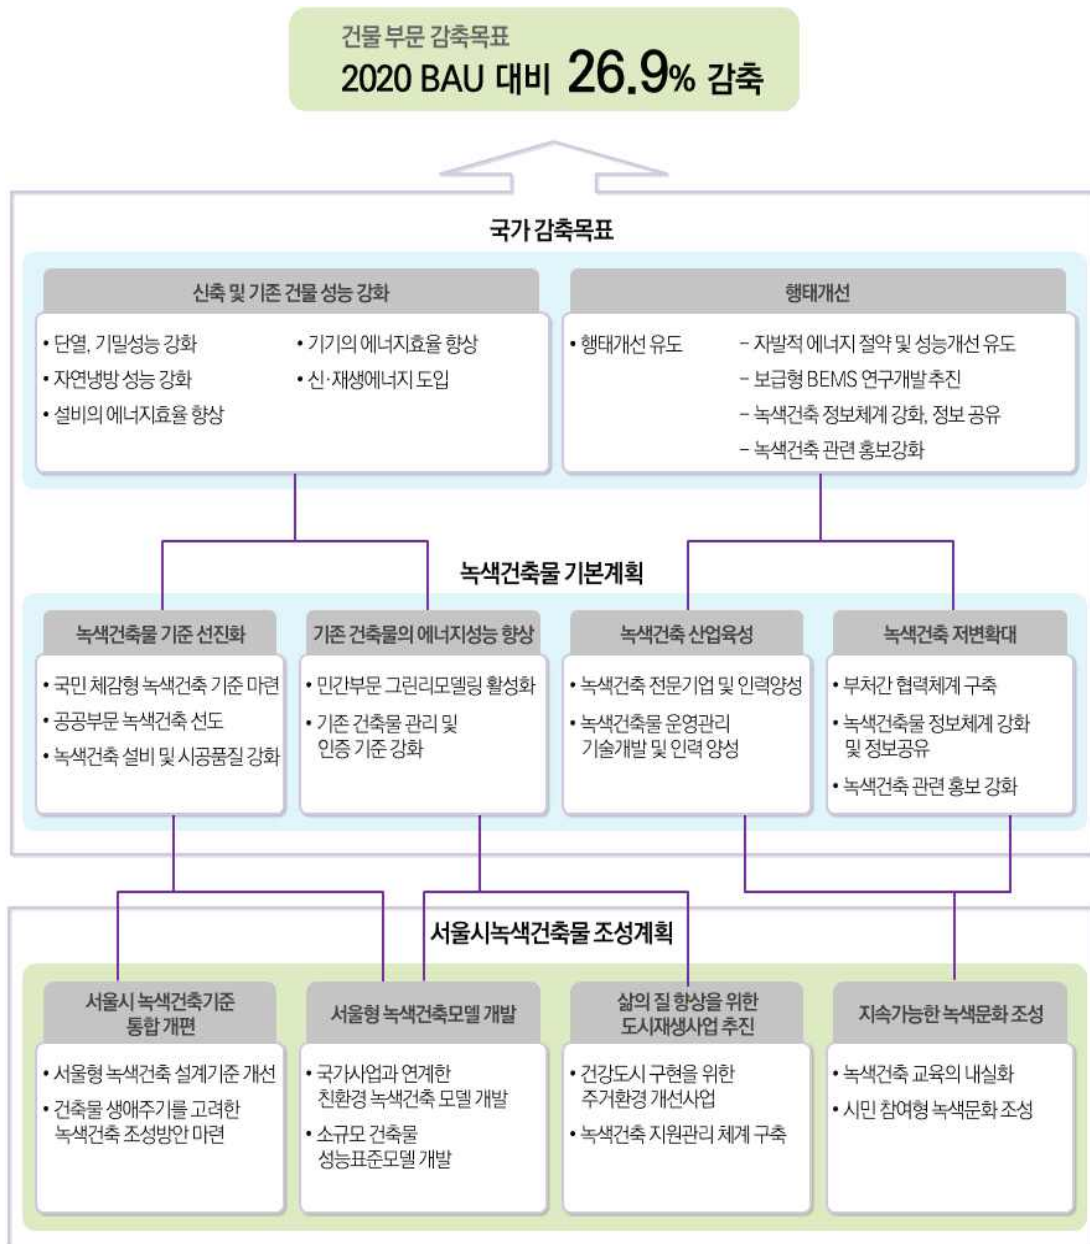 건물 부문 감축목표
2020 BAU 대비 26.9% 감축
국가 감축목표
신축 및 기존 건물 성능 강화
• 단열, 기밀성능 강화
• 자연냉방 성능 강화
• 설비의 에너지효율 향상
• 기기의 에너지효율 향상
• 신·재생에너지 도입
행태개선
• 행태개선 유도
– 자발적 에너지 절약 및 성능개선 유도
– 보급형 BEMS 연구개발 추진
– 녹색건축 정보체계 강화, 정보 공유
– 녹색건축 관련 홍보강화
녹색건축물 기본계획
녹색건축물 기준 선진화
• 국민 체감형 녹색건축 기준 마련
• 공공부문 녹색건축 선도
• 녹색건축 설비 및 시공품질 강화
기존 건축물의 에너지성능 향상
• 민간부문 그린리모델링 활성화
• 기존 건축물 관리 및
인증 기준 강화
녹색건축 산업육성
• 녹색건축 전문기업 및 인력양성
• 녹색건축물 운영관리
기술개발 및 인력 양성
녹색건축 저변확대
• 부처간 협력체계 구축
• 녹색건축물 정보체계 강화
및 정보공유
• 녹색건축 관련 홍보 강화
서울시녹색건축물 조성계획
서울시 녹색건축기준
통합 개편
• 서울형 녹색건축 설계기준 개선
• 건축물 생애주기를 고려한
녹색건축 조성방안 마련
서울형 녹색건축모델 개발
• 국가사업과 연계한
친환경 녹색건축 모델 개발
• 소규모 건축물
성능표준모델 개발
삶의 질 향상을 위한
도시재생사업 추진
• 건강도시 구현을 위한
주거환경 개선사업
• 녹색건축 지원관리 체계 구축
지속가능한 녹색문화 조성
• 녹색건축 교육의 내실화
• 시민 참여형 녹색문화 조성